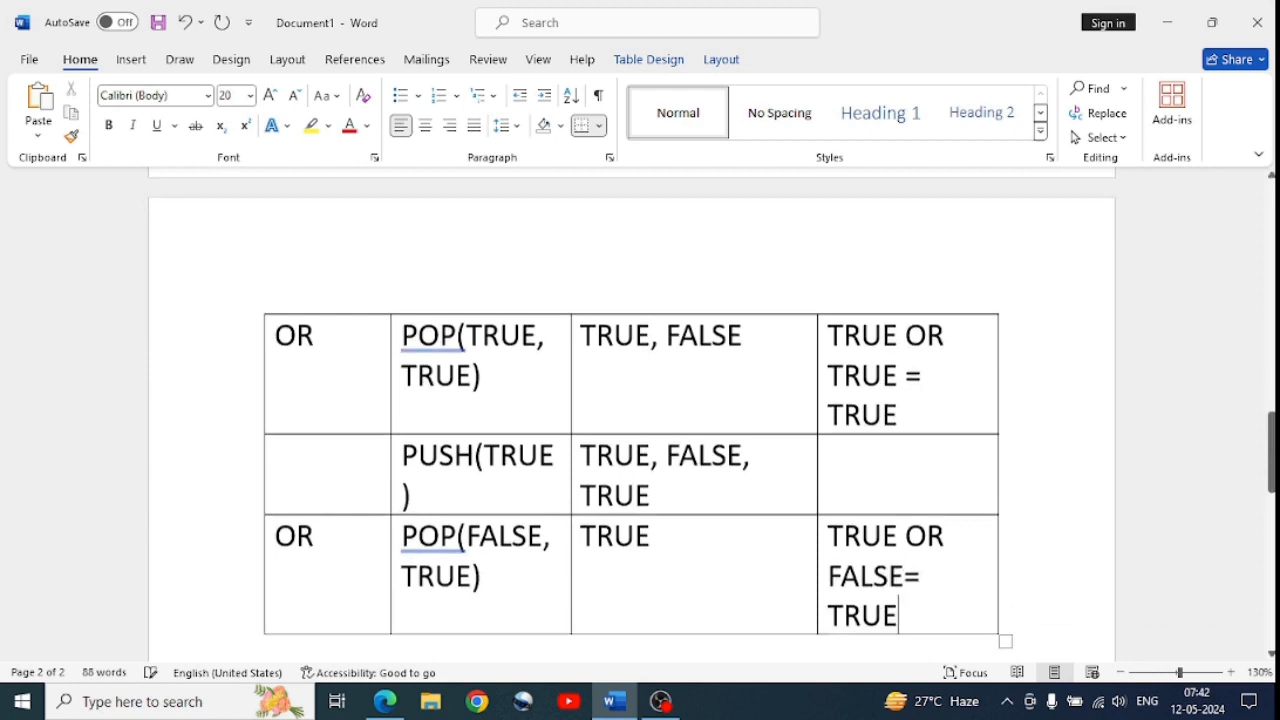 AutoSave Off Document1 - Word Search Sign in
File Home Insert Draw Design Layout References Mailings Review View Help Table Design Layout Share
Paste Calibri (Body) 20 Aa Normal No Spacing Heading 1 Heading 2 Find Replace Select Add-ins
Clipboard Font Paragraph Styles Editing Add-ins
OR POP(TRUE, TRUE, FALSE TRUE OR
TRUE) TRUE =
TRUE
PUSH(TRUE TRUE, FALSE,
) TRUE
OR POP(FALSE, TRUE TRUE OR
TRUE) FALSE=
TRUE
Page 2 of 2 88 words English (United States) Accessibility: Good to go Focus 130%
Type here to search 27°C Haze ENG 07:42
12-05-2024